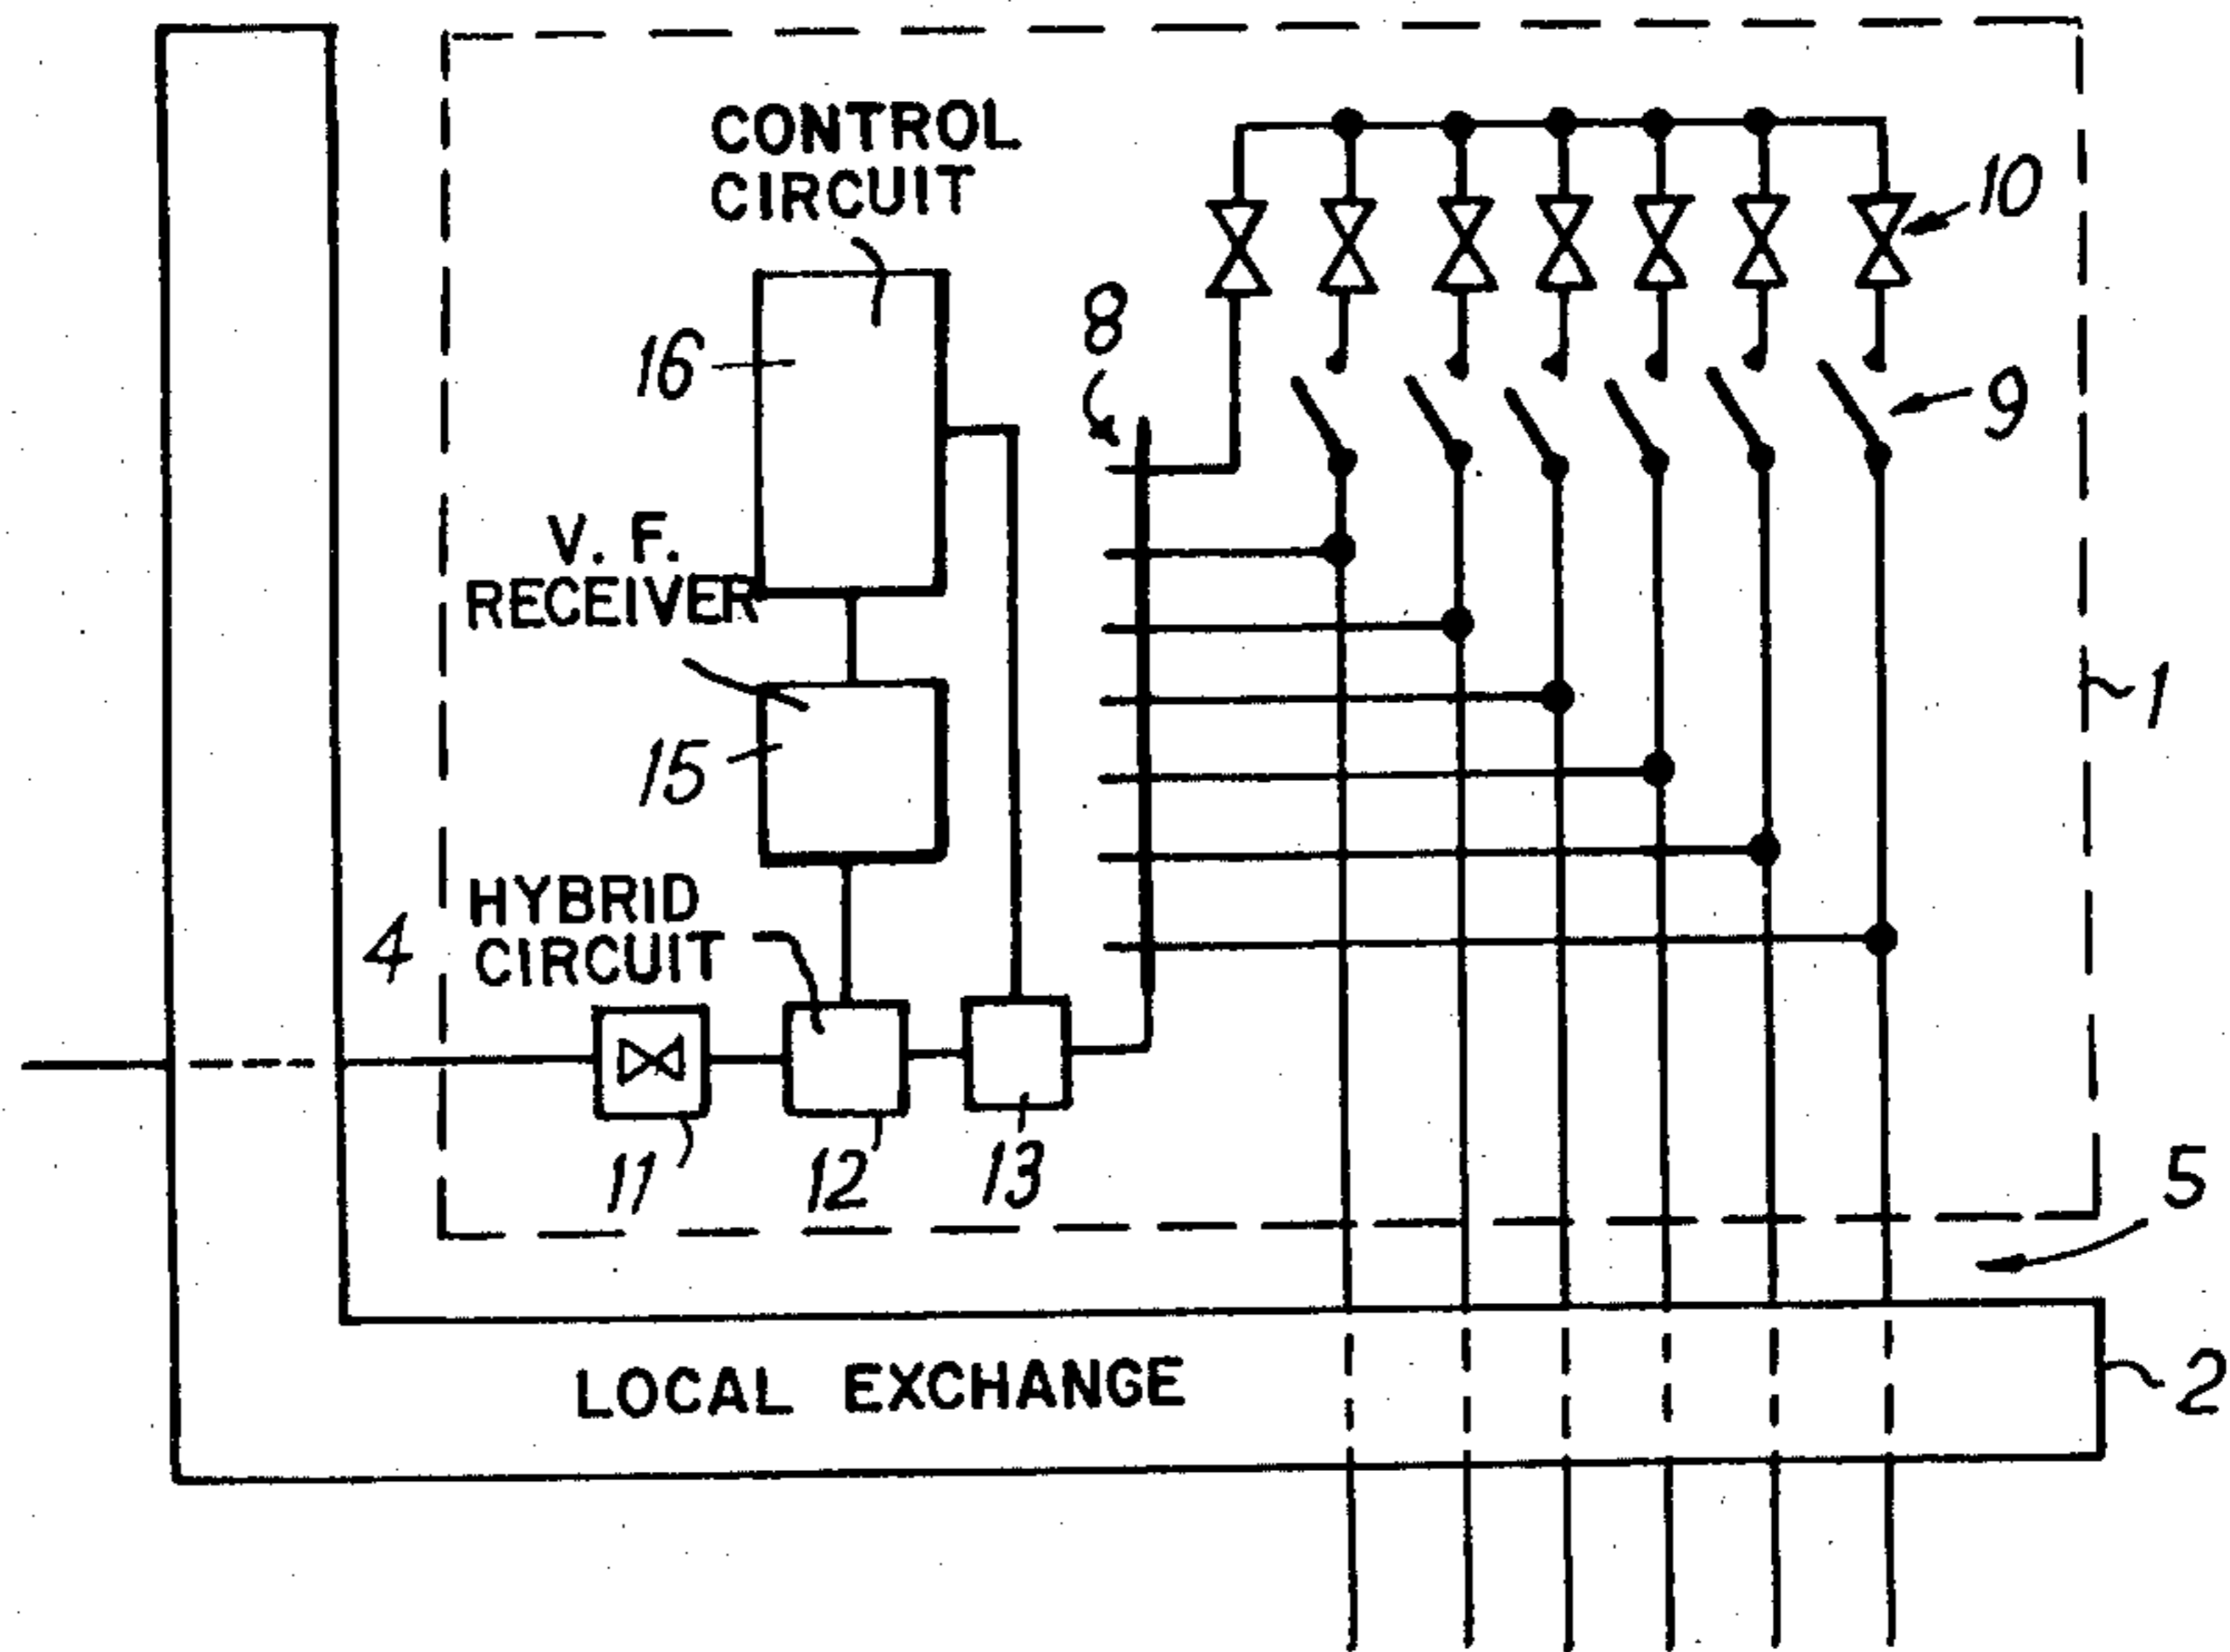 CONTROL
CIRCUIT
10
8
16
9
V. F.
RECEIVER
1
15
HYBRID
CIRCUIT
4
11
12
13
5
LOCAL EXCHANGE
2